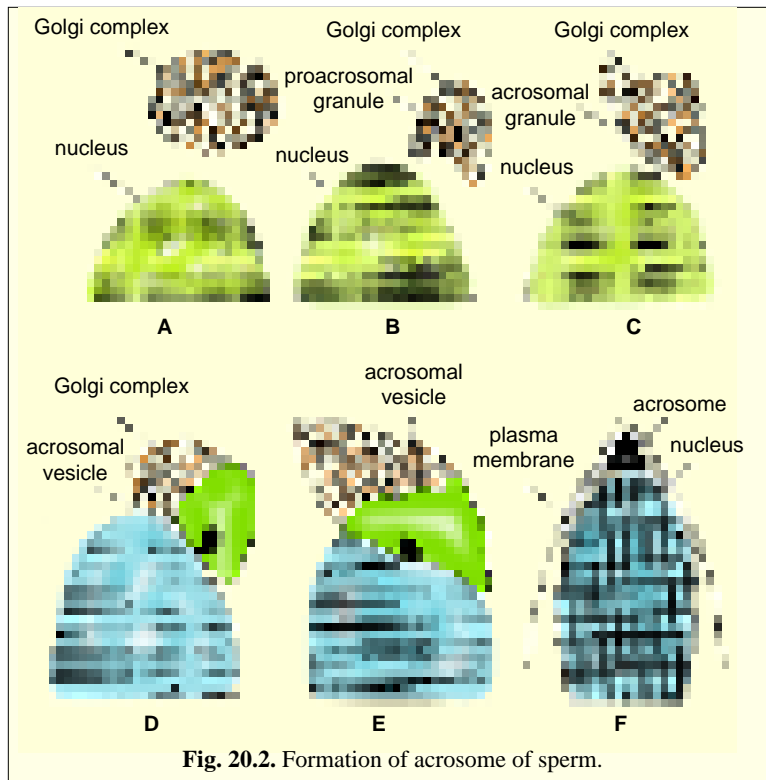 Golgi complex
nucleus
A
Golgi complex
proacrosomal
granule
nucleus
B
Golgi complex
acrosomal
granule
nucleus
C
Golgi complex
acrosomal
vesicle
D
acrosomal
vesicle
E
plasma
membrane
acrosome
nucleus
F
Fig. 20.2. Formation of acrosome of sperm.